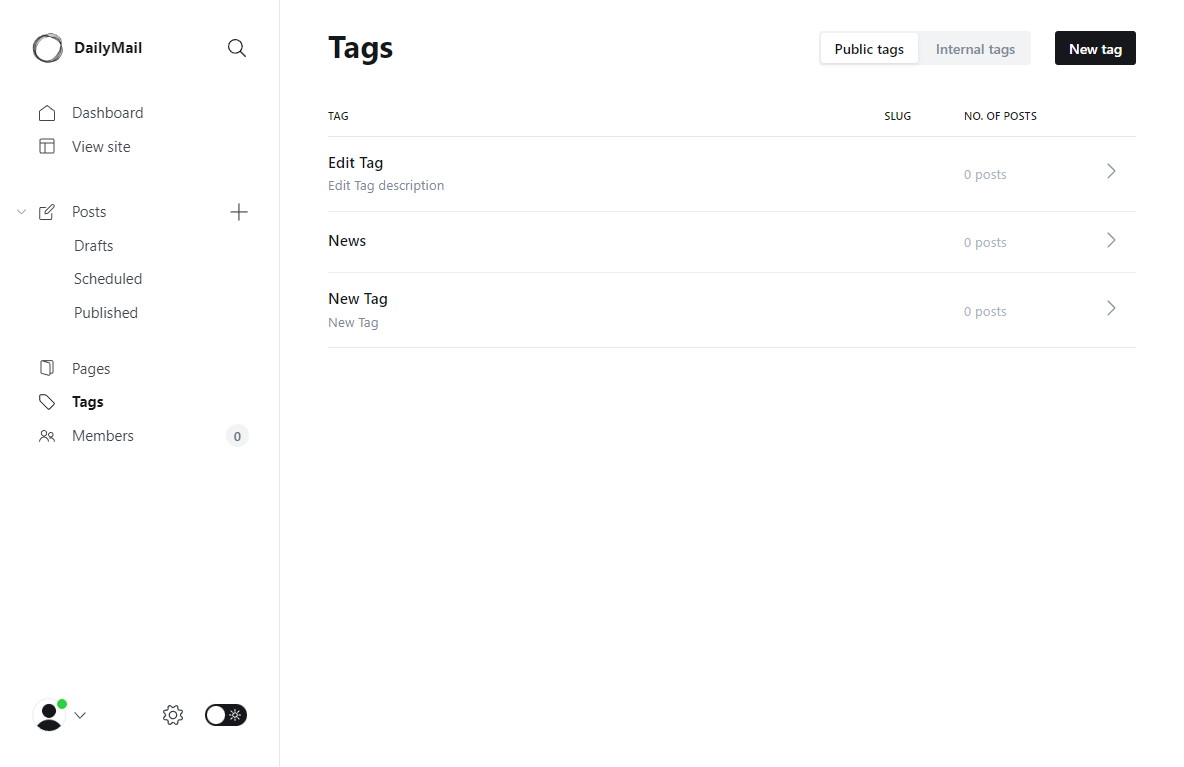 DailyMail
Dashboard
View site
Posts
Drafts
Scheduled
Published
Pages
Tags
Members 0
Tags
Public tags Internal tags New tag
TAG SLUG NO. OF POSTS
Edit Tag
Edit Tag description
0 posts
News
0 posts
New Tag
New Tag
0 posts